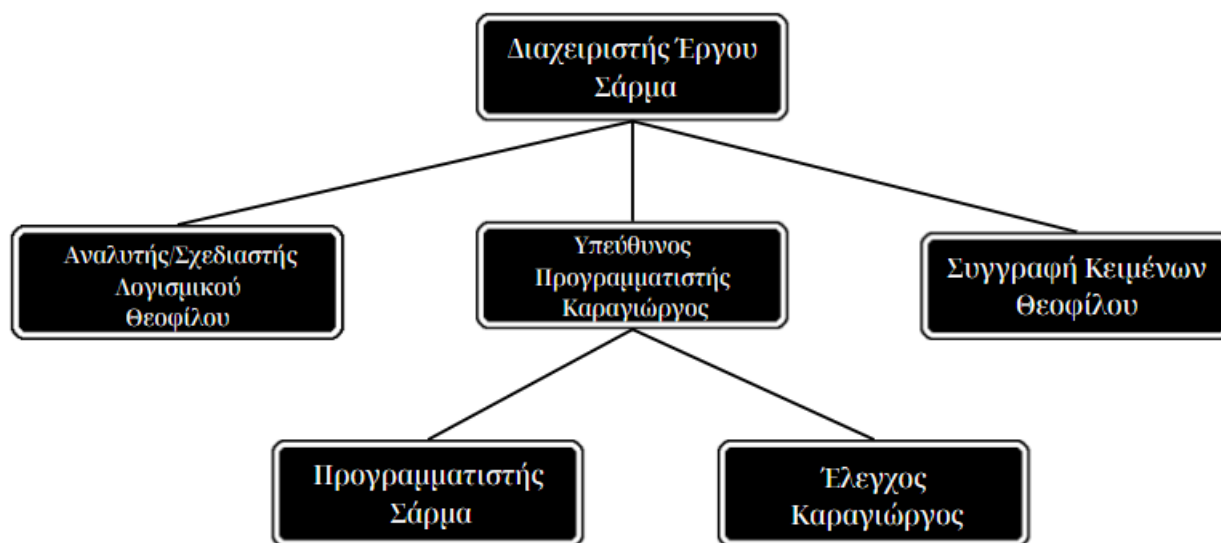 Διαχειριστής Έργου
Σάρμα
Αναλυτής/Σχεδιαστής
Λογισμικού
Θεοφίλου
Υπεύθυνος
Προγραμματιστής
Καραγιώργος
Συγγραφή Κειμένων
Θεοφίλου
Προγραμματιστής
Σάρμα
Έλεγχος
Καραγιώργος